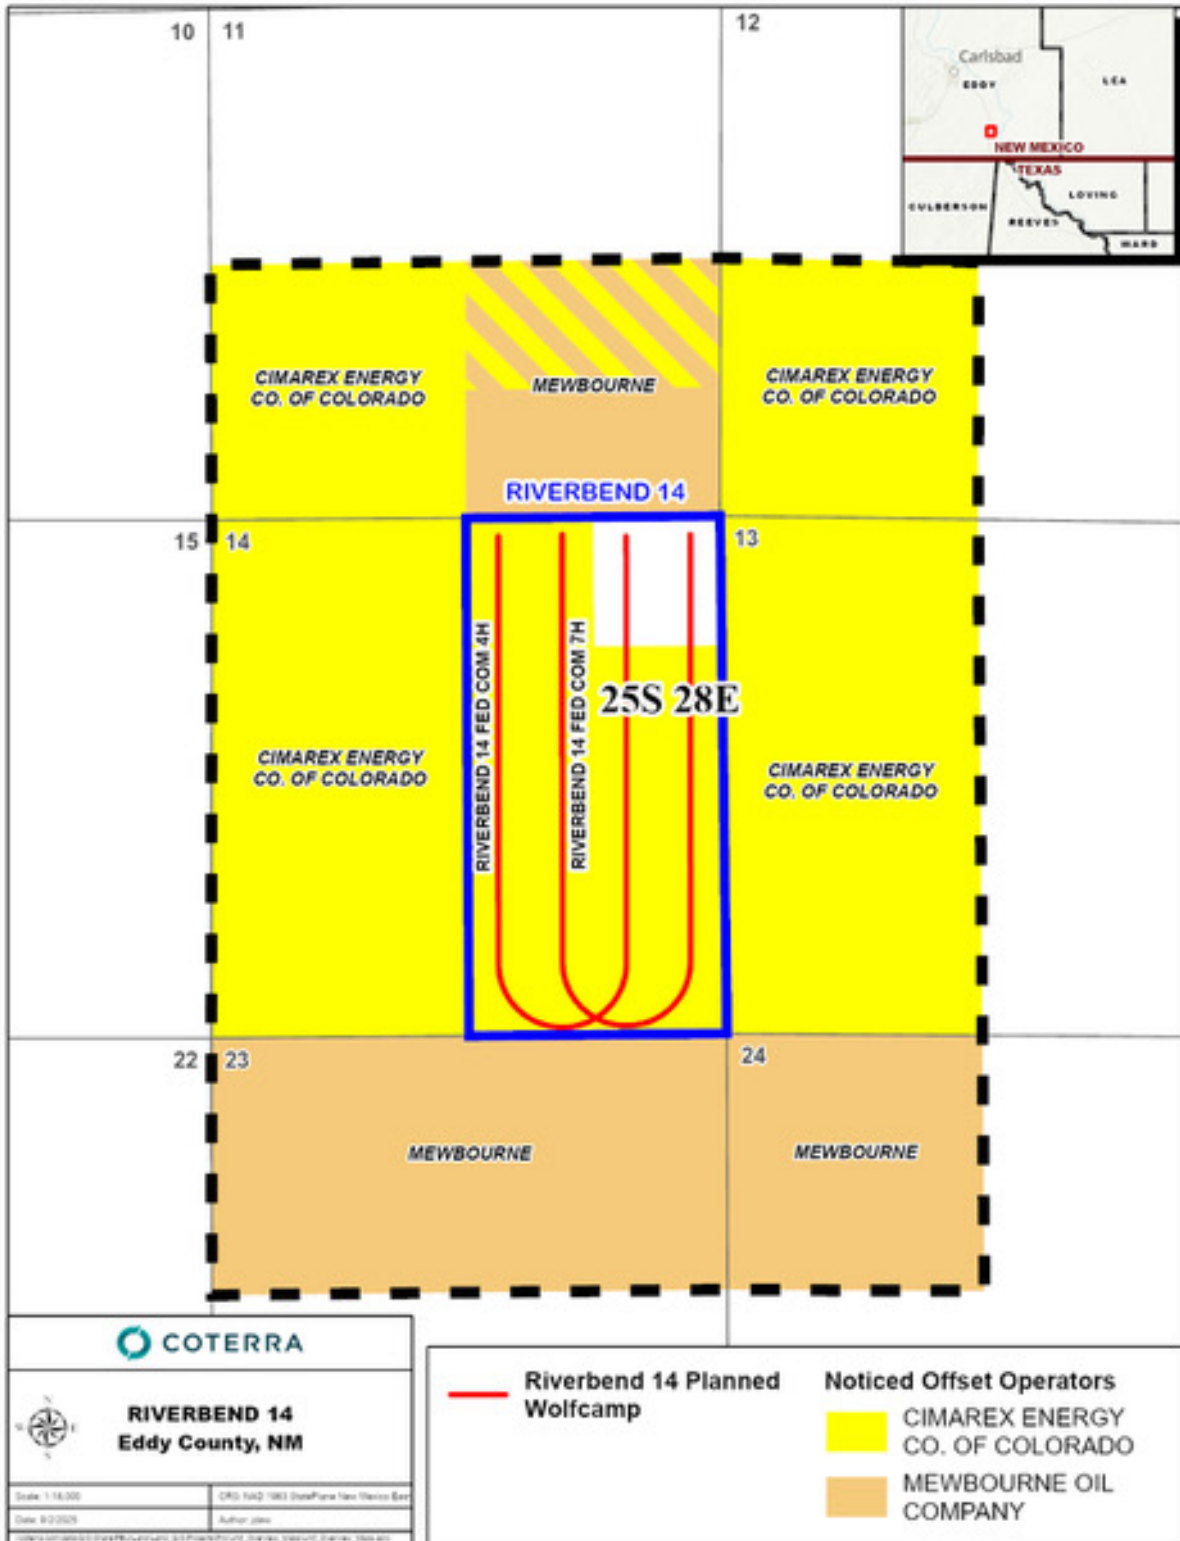 10
11
12
Carlsbad
EDDY
LEA
NEW MEXICO
TEXAS
CULBERSON
LOVING
REEVES
WARD
CIMAREX ENERGY
CO. OF COLORADO
MEWBOURNE
CIMAREX ENERGY
CO. OF COLORADO
RIVERBEND 14
15
14
13
RIVERBEND 14 FED COM 4H
RIVERBEND 14 FED COM 7H
25S 28E
CIMAREX ENERGY
CO. OF COLORADO
CIMAREX ENERGY
CO. OF COLORADO
22
23
24
MEWBOURNE
MEWBOURNE
COTERRA
RIVERBEND 14
Eddy County, NM
Riverbend 14 Planned
Wolfcamp
Noticed Offset Operators
CIMAREX ENERGY
CO. OF COLORADO
MEWBOURNE OIL
COMPANY